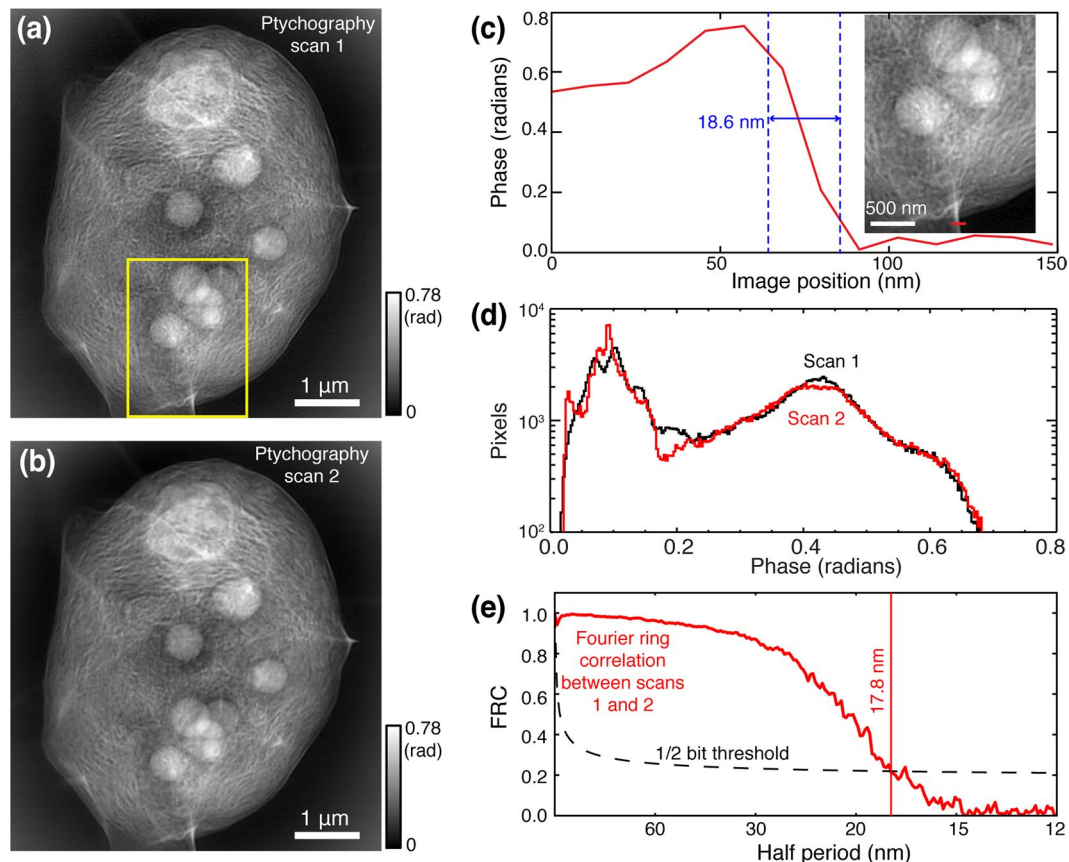 (a)
Ptychography
scan 1
0.78
(rad)
0
1 μm
(b)
Ptychography
scan 2
0.78
(rad)
0
1 μm
(c)
0.8
0.6
0.4
0.2
0.0
Phase (radians)
18.6 nm
500 nm
0
50
100
150
Image position (nm)
(d)
10⁴
10³
10²
Pixels
Scan 1
Scan 2
0.0
0.2
0.4
0.6
0.8
Phase (radians)
(e)
1.0
0.8
0.6
0.4
0.2
0.0
FRC
Fourier ring
correlation
between scans
1 and 2
17.8 nm
1/2 bit threshold
60
30
20
15
12
Half period (nm)